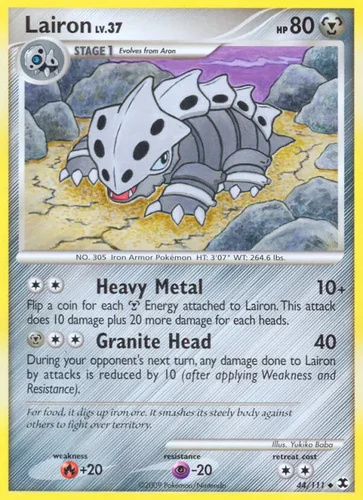 Lairon LV.37 HP 80
STAGE 1 Evolves from Aron
NO. 305 Iron Armor Pokémon HT: 3'07" WT: 264.6 lbs.
Heavy Metal 10+
Flip a coin for each Energy attached to Lairon. This attack
does 10 damage plus 20 more damage for each heads.
Granite Head 40
During your opponent's next turn, any damage done to Lairon
by attacks is reduced by 10 (after applying Weakness and
Resistance).
For food, it digs up iron ore. It smashes its steely body against
others to fight over territory.
Illus. Yukiko Baba
weakness resistance retreat cost
+20 -20
©2009 Pokémon/Nintendo 44/111